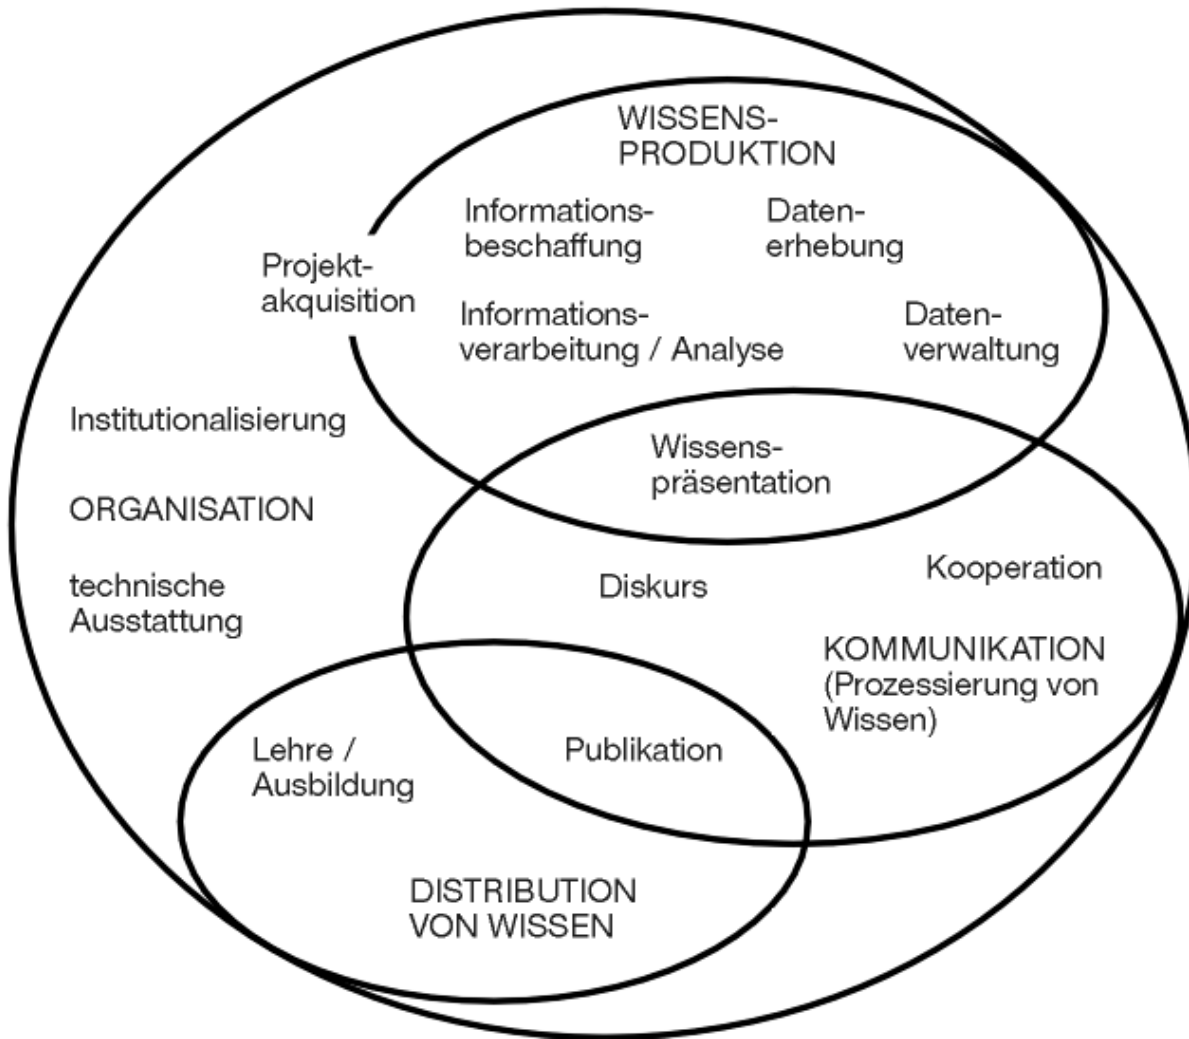 WISSENS-
PRODUKTION
Informations-
beschaffung
Daten-
erhebung
Projekt-
akquisition
Informations-
verarbeitung / Analyse
Daten-
verwaltung
Institutionalisierung
Wissens-
präsentation
ORGANISATION
technische
Ausstattung
Diskurs
Kooperation
KOMMUNIKATION
(Prozessierung von
Wissen)
Lehre /
Ausbildung
Publikation
DISTRIBUTION
VON WISSEN